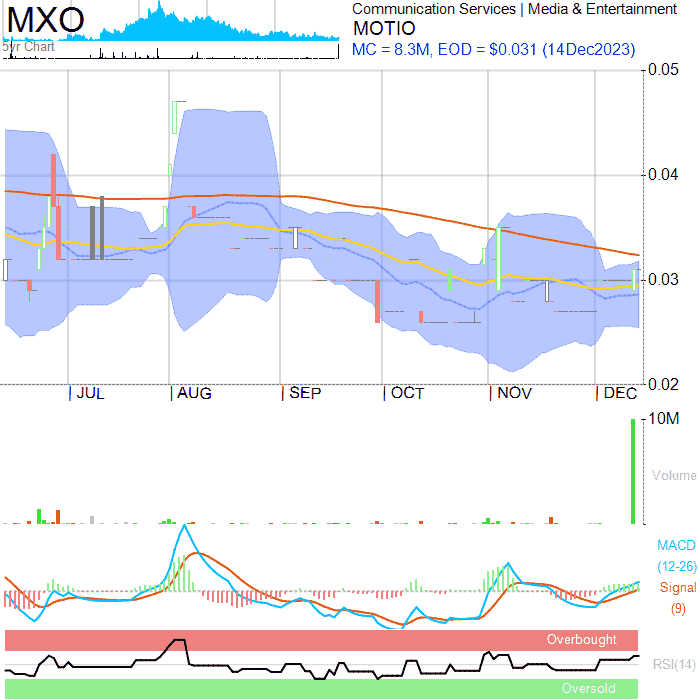 MXO
5yr Chart
Communication Services | Media & Entertainment
MOTIO
MC = 8.3M, EOD = $0.031 (14Dec2023)
0.05
0.04
0.03
0.02
JUL AUG SEP OCT NOV DEC
10M
Volume
MACD
(12-26)
Signal
(9)
Overbought
RSI(14)
Oversold